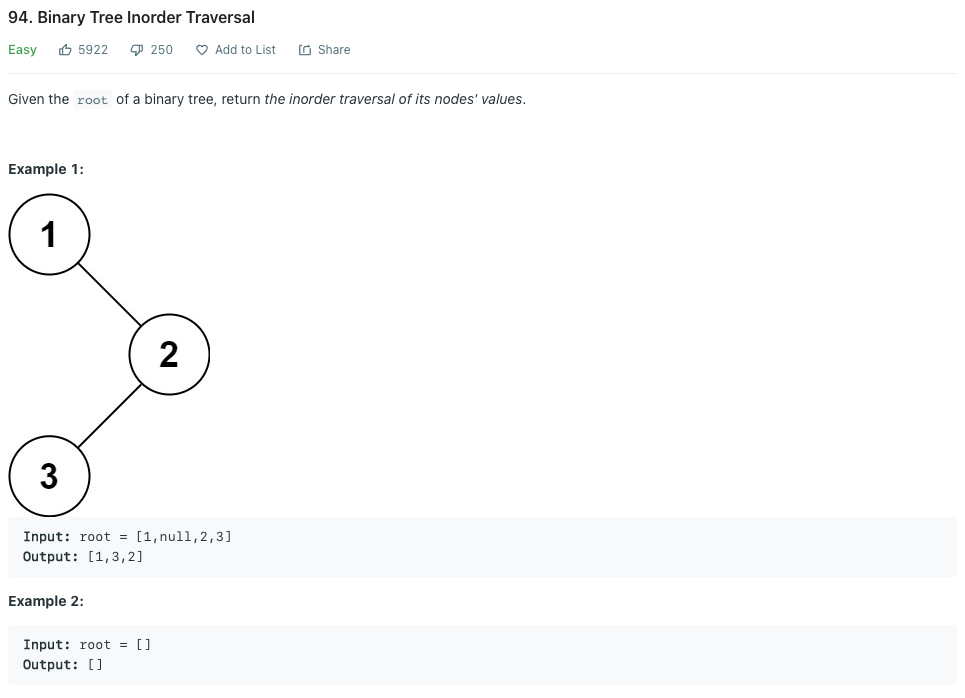 94. Binary Tree Inorder Traversal
Easy 5922 250 Add to List Share
Given the root of a binary tree, return the inorder traversal of its nodes' values.
Example 1:
1
2
3
Input: root = [1,null,2,3]
Output: [1,3,2]
Example 2:
Input: root = []
Output: []